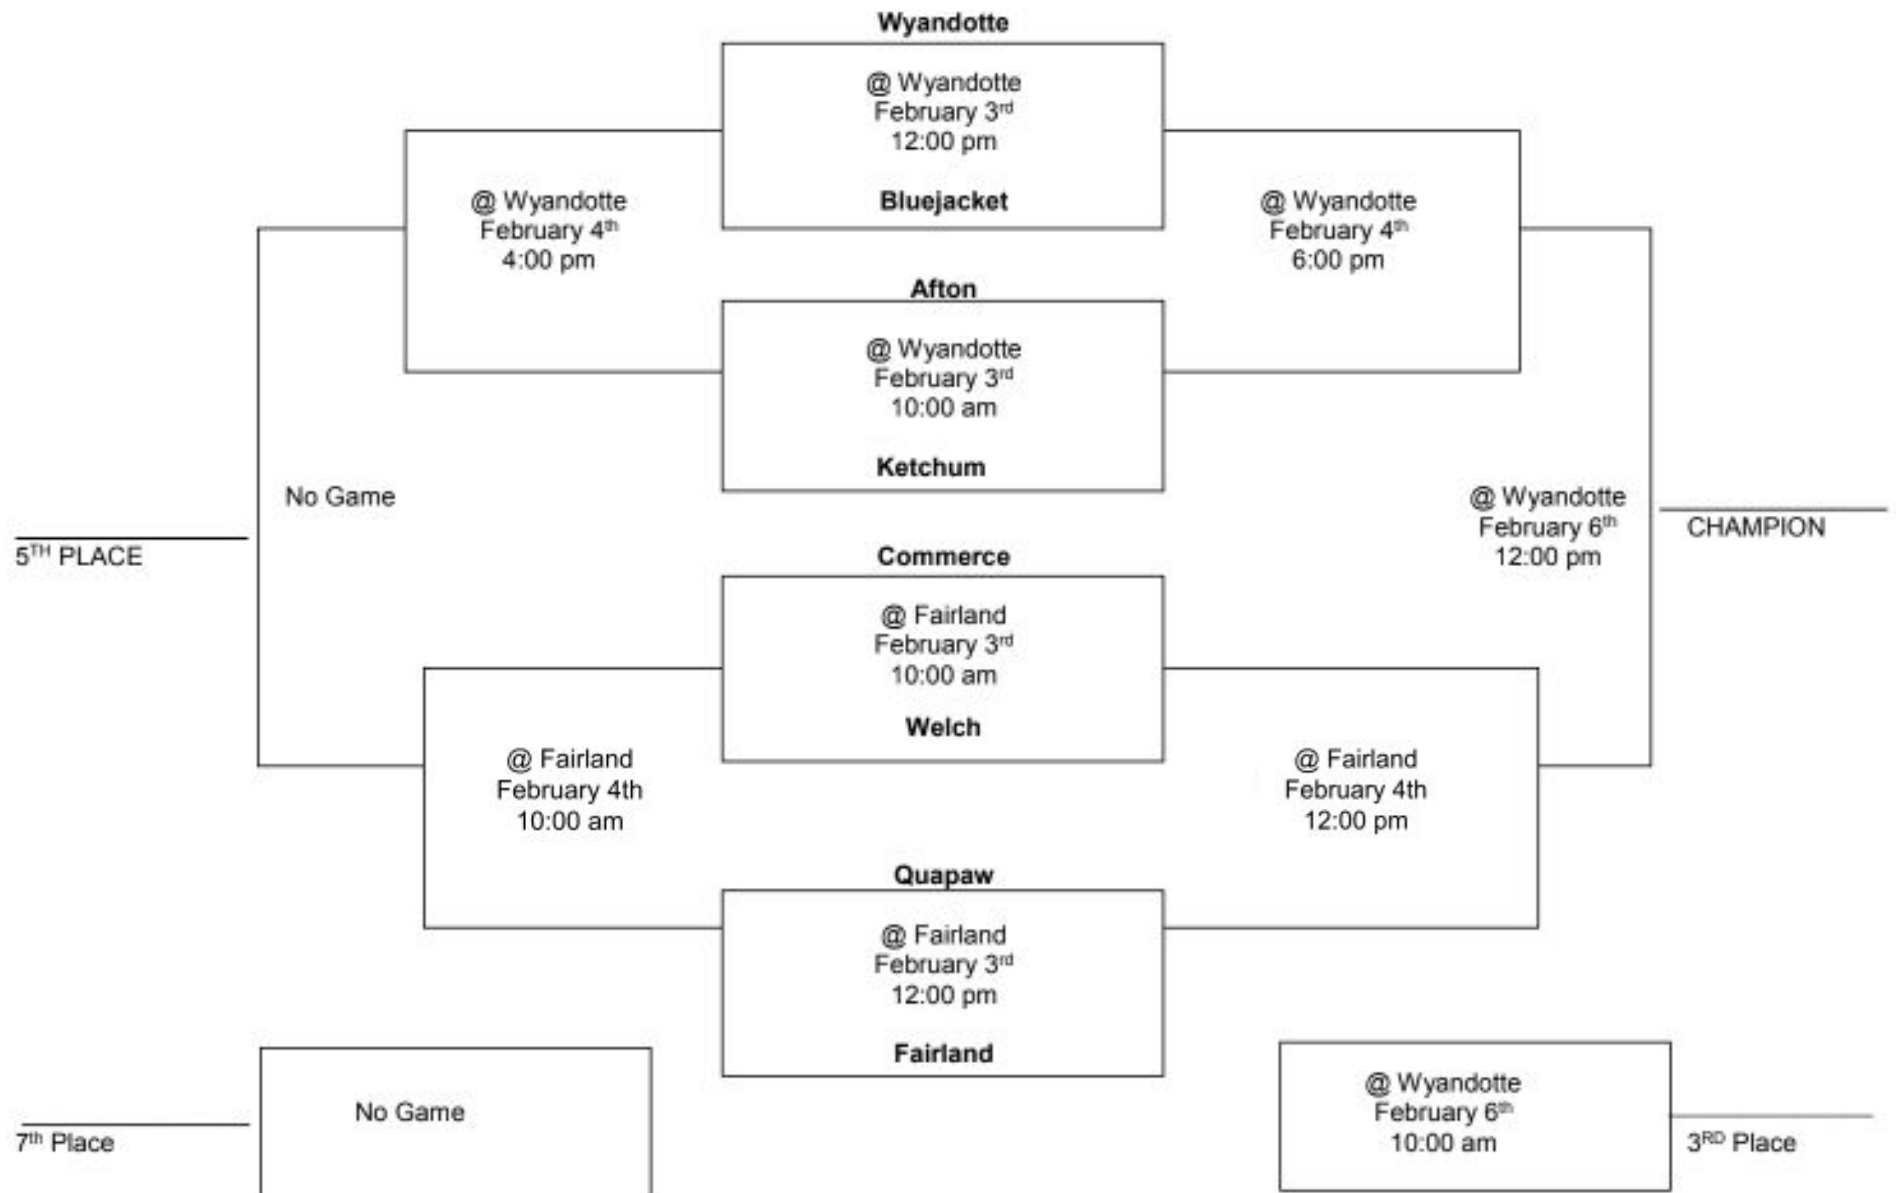 Wyandotte
@ Wyandotte
February 3rd
12:00 pm
Bluejacket
@ Wyandotte
February 4th
4:00 pm
@ Wyandotte
February 4th
6:00 pm
Afton
@ Wyandotte
February 3rd
10:00 am
Ketchum
No Game
5TH PLACE
@ Wyandotte
February 6th
12:00 pm
CHAMPION
Commerce
@ Fairland
February 3rd
10:00 am
Welch
@ Fairland
February 4th
10:00 am
@ Fairland
February 4th
12:00 pm
Quapaw
@ Fairland
February 3rd
12:00 pm
Fairland
No Game
7th Place
@ Wyandotte
February 6th
10:00 am
3RD Place